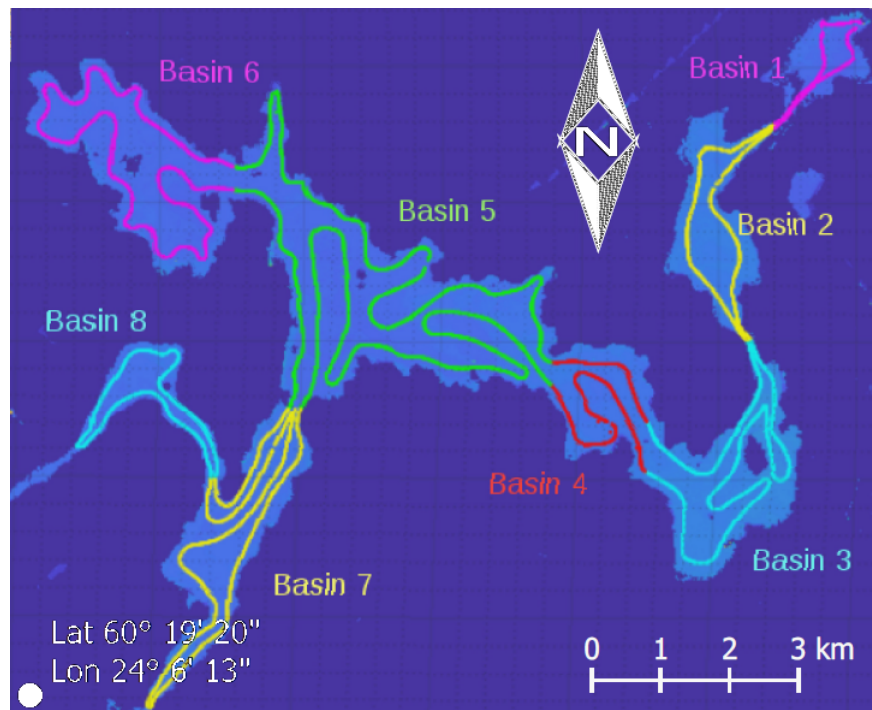 Basin 1
Basin 6
N
Basin 5
Basin 2
Basin 8
Basin 4
Basin 3
Basin 7
Lat 60° 19' 20"
Lon 24° 6' 13"
0 1 2 3 km